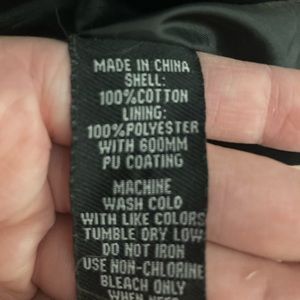 MADE IN CHINA
SHELL:
100%COTTON
LINING:
100%POLYESTER
WITH 600MM
PU COATING
MACHINE
WASH COLD
WITH LIKE COLORS
TUMBLE DRY LOW
DO NOT IRON
USE NON-CHLORINE
BLEACH ONLY
WHEN